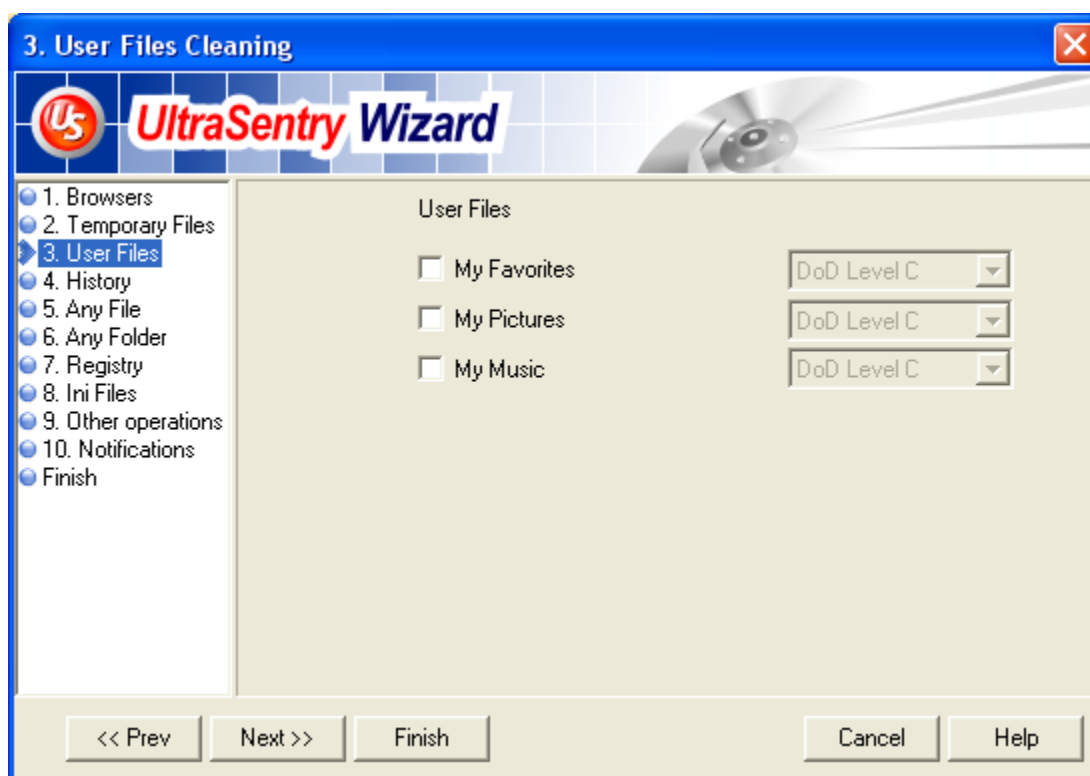 3. User Files Cleaning
US UltraSentry Wizard
1. Browsers
2. Temporary Files
3. User Files
4. History
5. Any File
6. Any Folder
7. Registry
8. Ini Files
9. Other operations
10. Notifications
Finish
User Files
My Favorites DoD Level C
My Pictures DoD Level C
My Music DoD Level C
<< Prev Next >> Finish Cancel Help